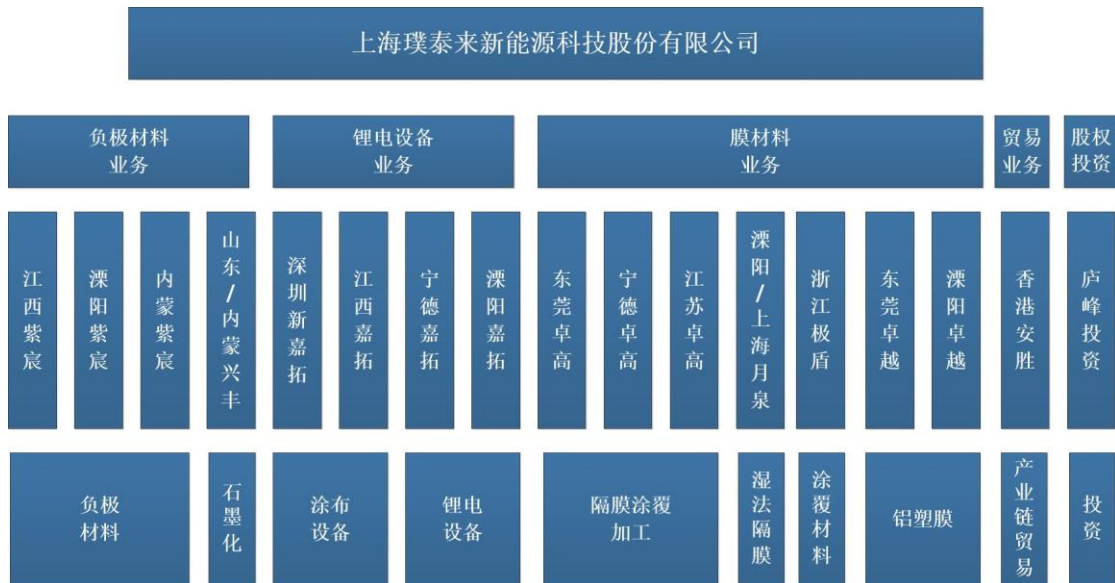 上海璞泰来新能源科技股份有限公司
负极材料
业务
锂电设备
业务
膜材料
业务
贸易
业务
股权
投资
江西紫宸
溧阳紫宸
内蒙紫宸
山东/内蒙兴丰
深圳新嘉拓
江西嘉拓
宁德嘉拓
溧阳嘉拓
东莞卓高
宁德卓高
江苏卓高
溧阳/上海月泉
浙江极盾
东莞卓越
溧阳卓越
香港安胜
庐峰投资
负极
材料
石墨化
涂布
设备
锂电
设备
隔膜涂覆
加工
湿法隔膜
涂覆材料
铝塑膜
产业链贸易
投资